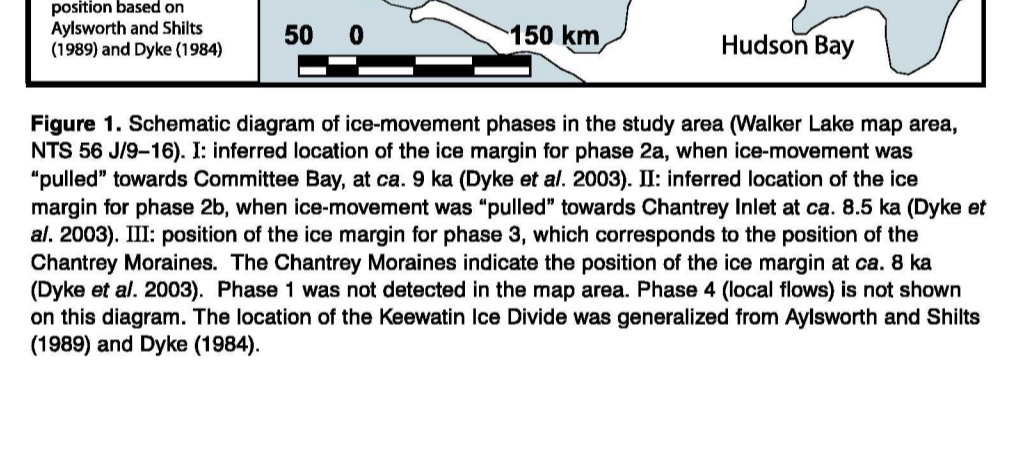 position based on
Aylsworth and Shilts
(1989) and Dyke (1984)
50 0 150 km
Hudson Bay
Figure 1. Schematic diagram of ice-movement phases in the study area (Walker Lake map area,
NTS 56 J/9–16). I: inferred location of the ice margin for phase 2a, when ice-movement was
“pulled” towards Committee Bay, at ca. 9 ka (Dyke et al. 2003). II: inferred location of the ice
margin for phase 2b, when ice-movement was “pulled” towards Chantrey Inlet at ca. 8.5 ka (Dyke et
al. 2003). III: position of the ice margin for phase 3, which corresponds to the position of the
Chantrey Moraines. The Chantrey Moraines indicate the position of the ice margin at ca. 8 ka
(Dyke et al. 2003). Phase 1 was not detected in the map area. Phase 4 (local flows) is not shown
on this diagram. The location of the Keewatin Ice Divide was generalized from Aylsworth and Shilts
(1989) and Dyke (1984).